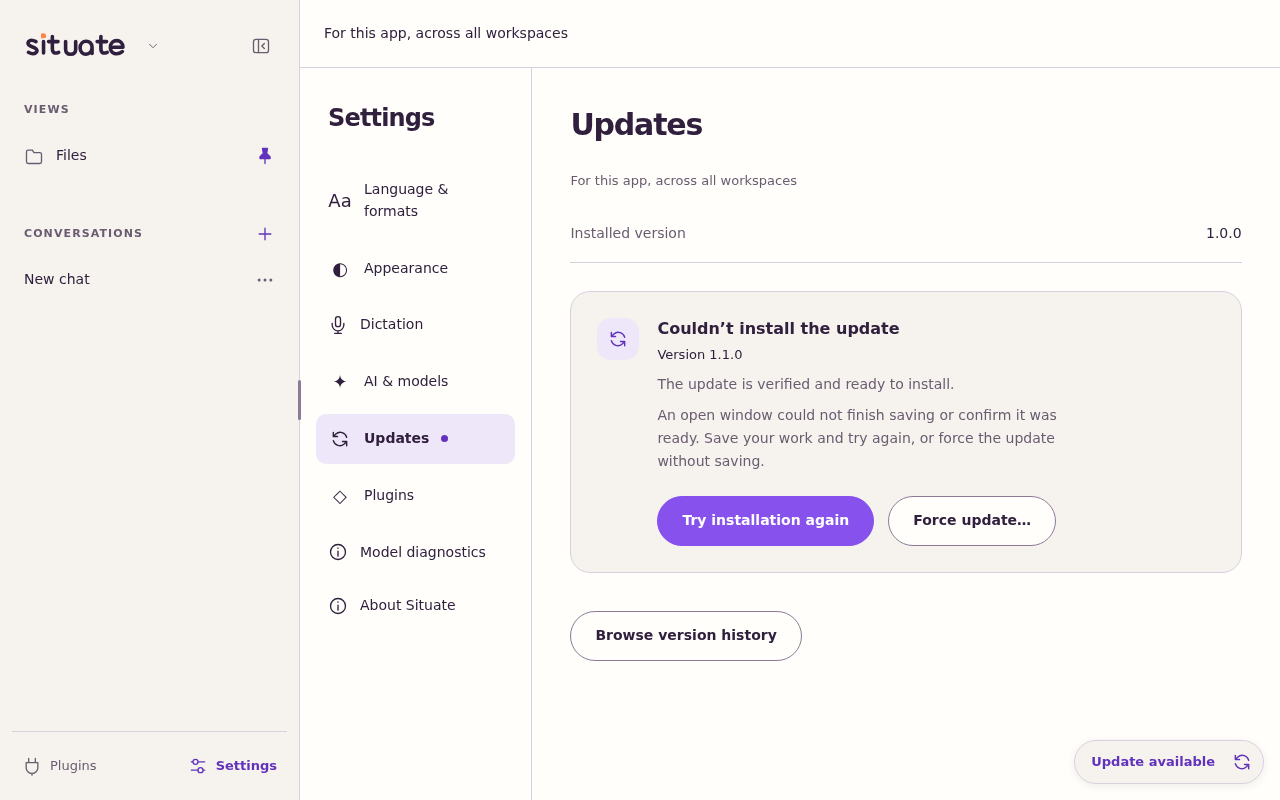 situate
For this app, across all workspaces
VIEWS
Files
CONVERSATIONS
New chat
Plugins
Settings
Settings
Aa
Language &
formats
Appearance
Dictation
AI & models
Updates
Plugins
Model diagnostics
About Situate
Updates
For this app, across all workspaces
Installed version
1.0.0
Couldn’t install the update
Version 1.1.0
The update is verified and ready to install.
An open window could not finish saving or confirm it was
ready. Save your work and try again, or force the update
without saving.
Try installation again
Force update…
Browse version history
Update available